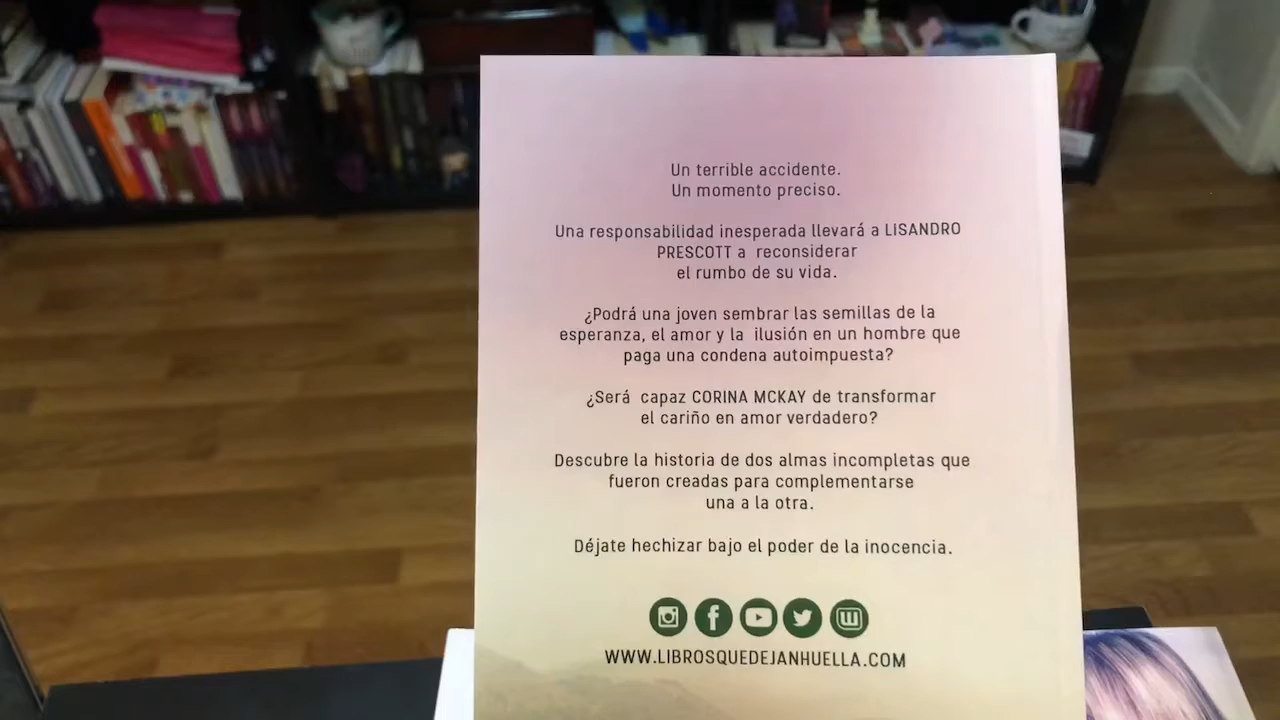 Un terrible accidente.
Un momento preciso.
Una responsabilidad inesperada llevará a LISANDRO
PRESCOTT a reconsiderar
el rumbo de su vida.
¿Podrá una joven sembrar las semillas de la
esperanza, el amor y la ilusión en un hombre que
paga una condena autoimpuesta?
¿Será capaz CORINA MCKAY de transformar
el cariño en amor verdadero?
Descubre la historia de dos almas incompletas que
fueron creadas para complementarse
una a la otra.
Déjate hechizar bajo el poder de la inocencia.
WWW.LIBROSQUEDEJANHUELLA.COM